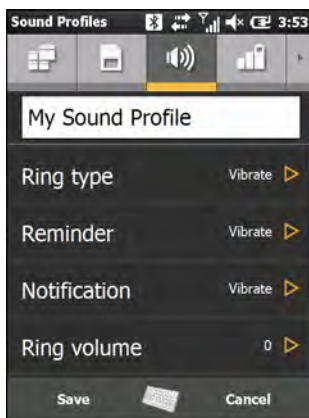 Sound Profiles 3:53
My Sound Profile
Ring type Vibrate
Reminder Vibrate
Notification Vibrate
Ring volume 0
Save Cancel